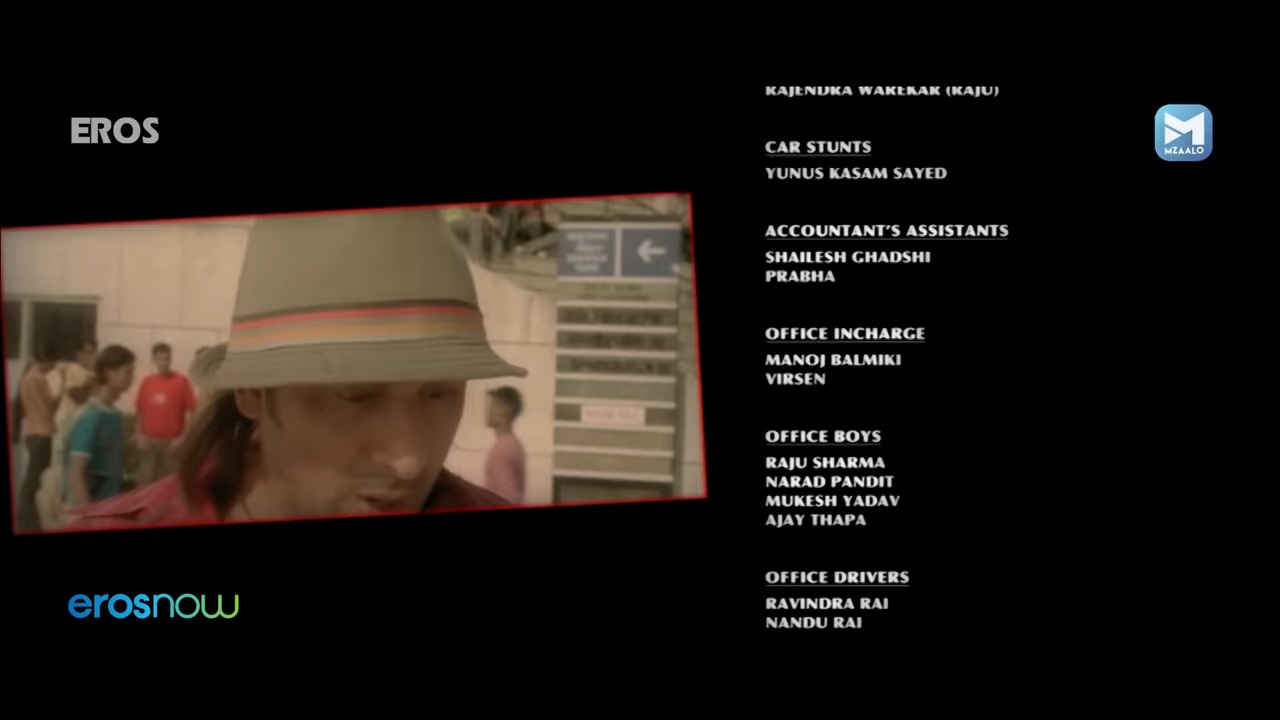 EROS
RAJENDRA WAREKAR (RAJU)
MZAALO
CAR STUNTS
YUNUS KASAM SAYED
ACCOUNTANT'S ASSISTANTS
SHAILESH GHADSHI
PRABHA
OFFICE INCHARGE
MANOJ BALMIKI
VIRSEN
OFFICE BOYS
RAJU SHARMA
NARAD PANDIT
MUKESH YADAV
AJAY THAPA
OFFICE DRIVERS
RAVINDRA RAI
NANDU RAI
erosnow